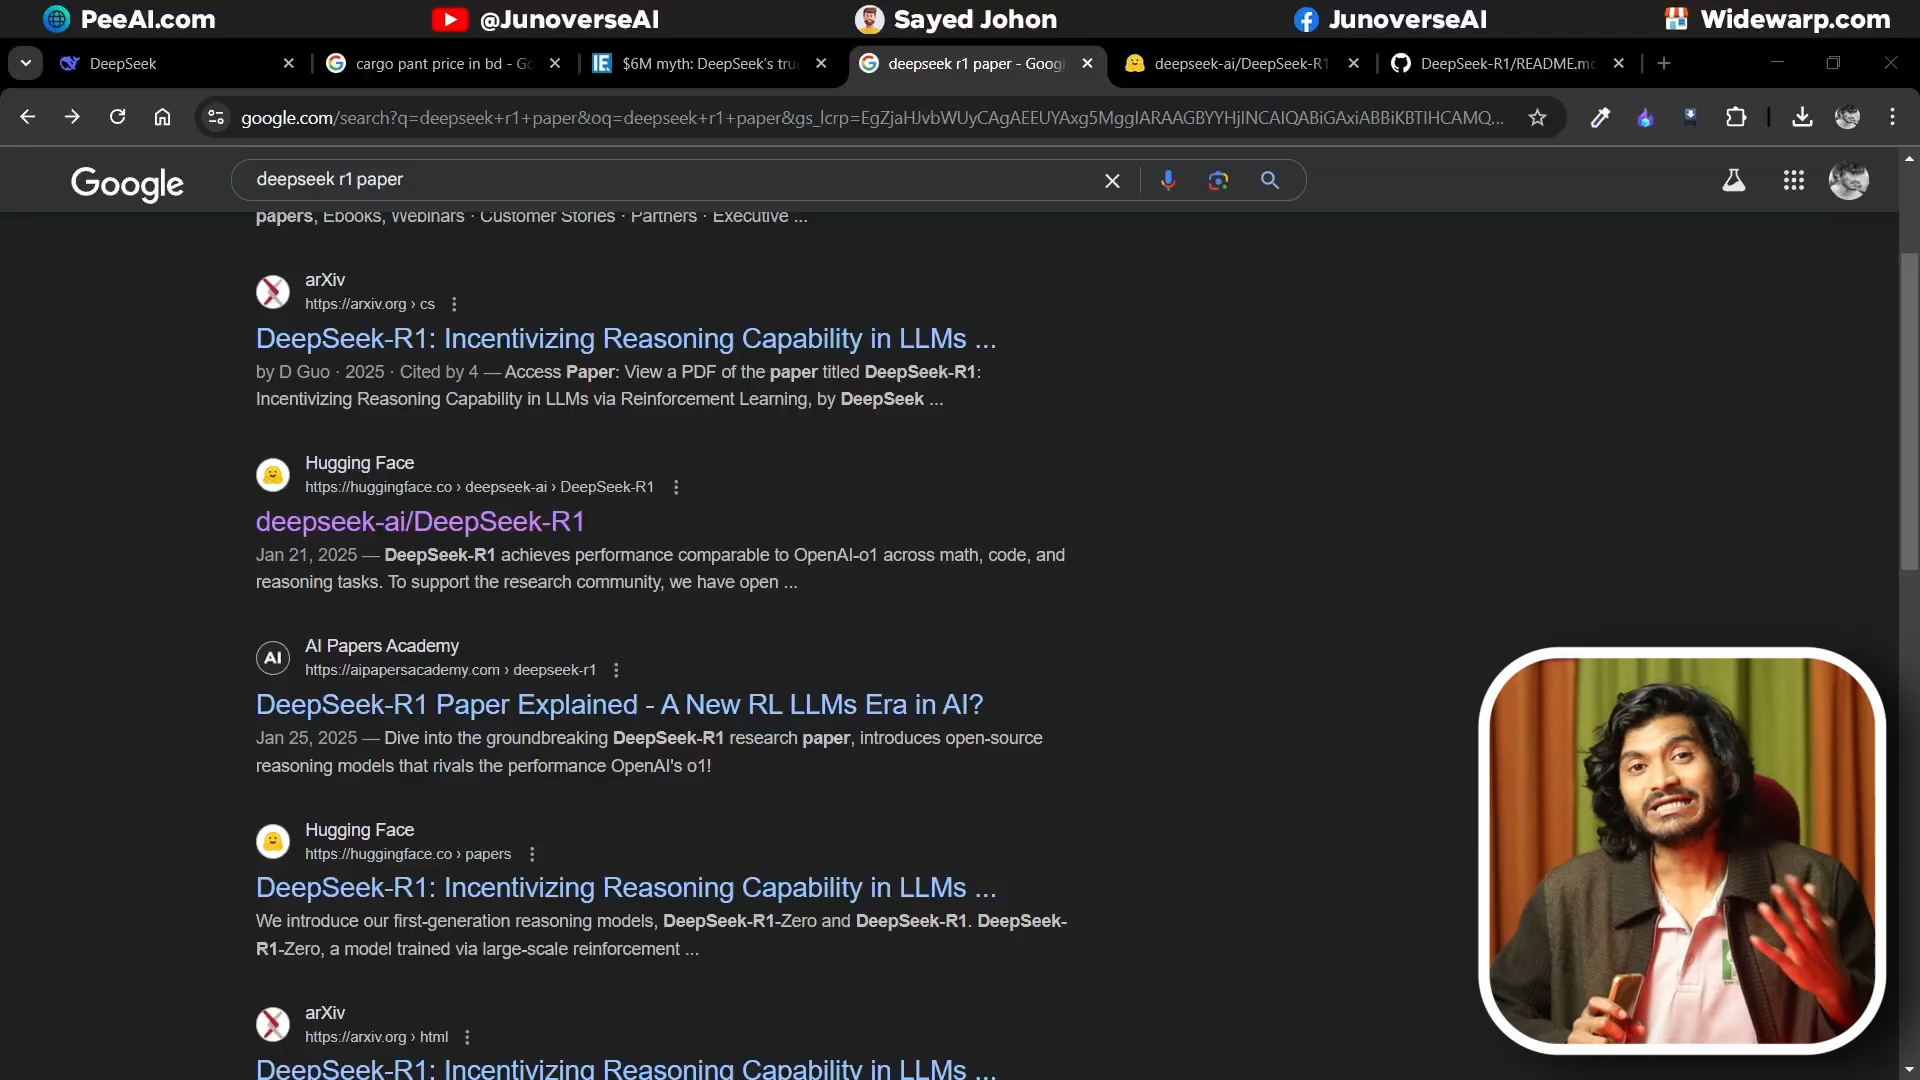 PeeAI.com
@JunoverseAI
Sayed Johon
JunoverseAI
Widewarp.com
DeepSeek
cargo pant price in bd - Go
$6M myth: DeepSeek's tru
deepseek r1 paper - Googl
deepseek-ai/DeepSeek-R1
DeepSeek-R1/README.mc
google.com/search?q=deepseek+r1+paper&oq=deepseek+r1+paper&gs_lcrp=EgZjaHJvbWUyCAgAEEUYAxg5MggIARAAGBYYHjINCAIQABiGAxiABBiKBTIHCAMQ...
Google
deepseek r1 paper
papers, Ebooks, Webinars · Customer Stories · Partners · Executive ...
arXiv
https://arxiv.org › cs
DeepSeek-R1: Incentivizing Reasoning Capability in LLMs ...
by D Guo · 2025 · Cited by 4 — Access Paper: View a PDF of the paper titled DeepSeek-R1:
Incentivizing Reasoning Capability in LLMs via Reinforcement Learning, by DeepSeek ...
Hugging Face
https://huggingface.co › deepseek-ai › DeepSeek-R1
deepseek-ai/DeepSeek-R1
Jan 21, 2025 — DeepSeek-R1 achieves performance comparable to OpenAI-o1 across math, code, and
reasoning tasks. To support the research community, we have open ...
AI
AI Papers Academy
https://aipapersacademy.com › deepseek-r1
DeepSeek-R1 Paper Explained - A New RL LLMs Era in AI?
Jan 25, 2025 — Dive into the groundbreaking DeepSeek-R1 research paper, introduces open-source
reasoning models that rivals the performance OpenAI's o1!
Hugging Face
https://huggingface.co › papers
DeepSeek-R1: Incentivizing Reasoning Capability in LLMs ...
We introduce our first-generation reasoning models, DeepSeek-R1-Zero and DeepSeek-R1. DeepSeek-
R1-Zero, a model trained via large-scale reinforcement ...
arXiv
https://arxiv.org › html
DeepSeek-R1: Incentivizing Reasoning Capability in LLMs ...